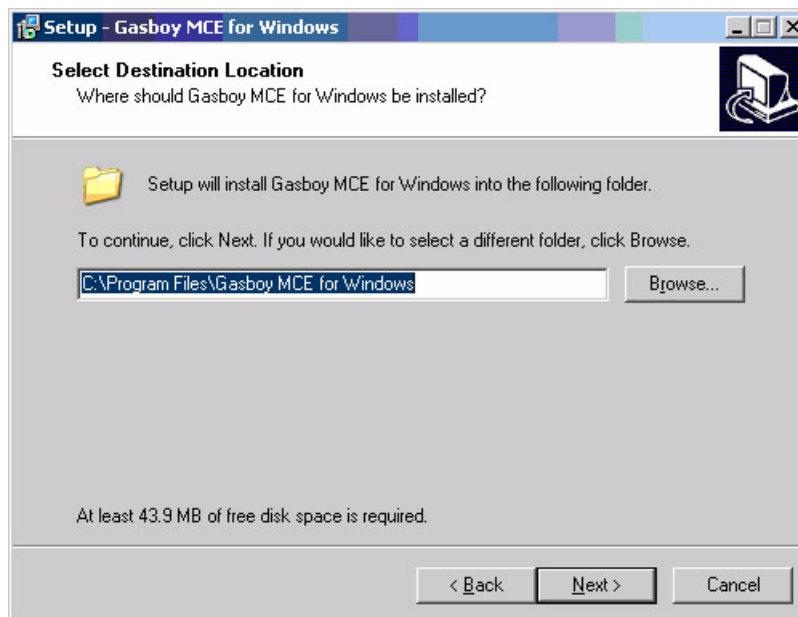 Setup - Gasboy MCE for Windows
Select Destination Location
Where should Gasboy MCE for Windows be installed?
Setup will install Gasboy MCE for Windows into the following folder.
To continue, click Next. If you would like to select a different folder, click Browse.
C:\Program Files\Gasboy MCE for Windows
Browse...
At least 43.9 MB of free disk space is required.
< Back
Next >
Cancel